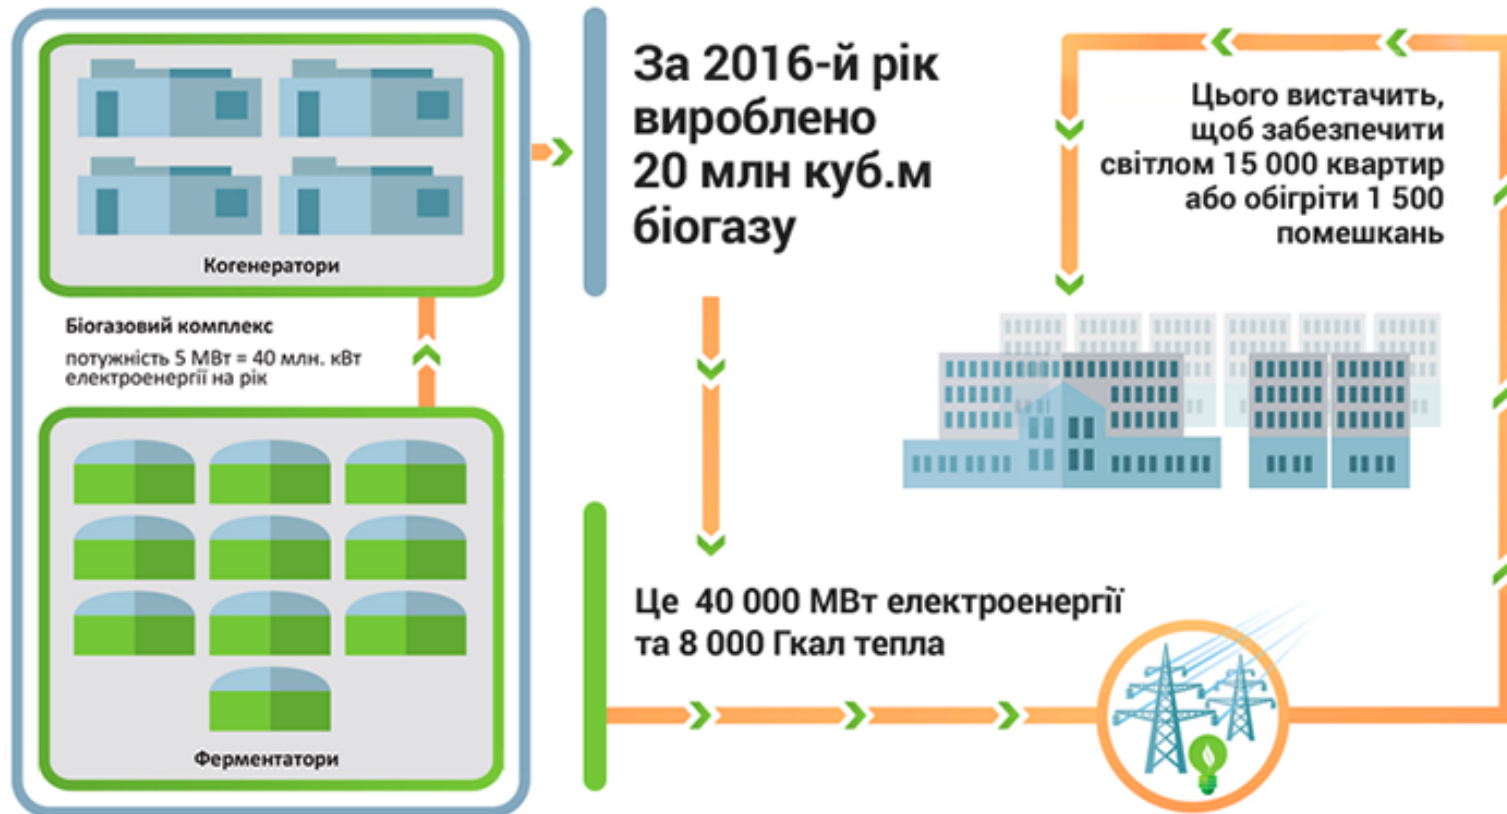 Когенератори
Біогазовий комплекс
потужність 5 МВт = 40 млн. кВт
електроенергії на рік
Ферментатори
За 2016-й рік
вироблено
20 млн куб.м
біогазу
Це 40 000 МВт електроенергії
та 8 000 Гкал тепла
Цього вистачить,
щоб забезпечити
світлом 15 000 квартир
або обігріти 1 500
помешкань